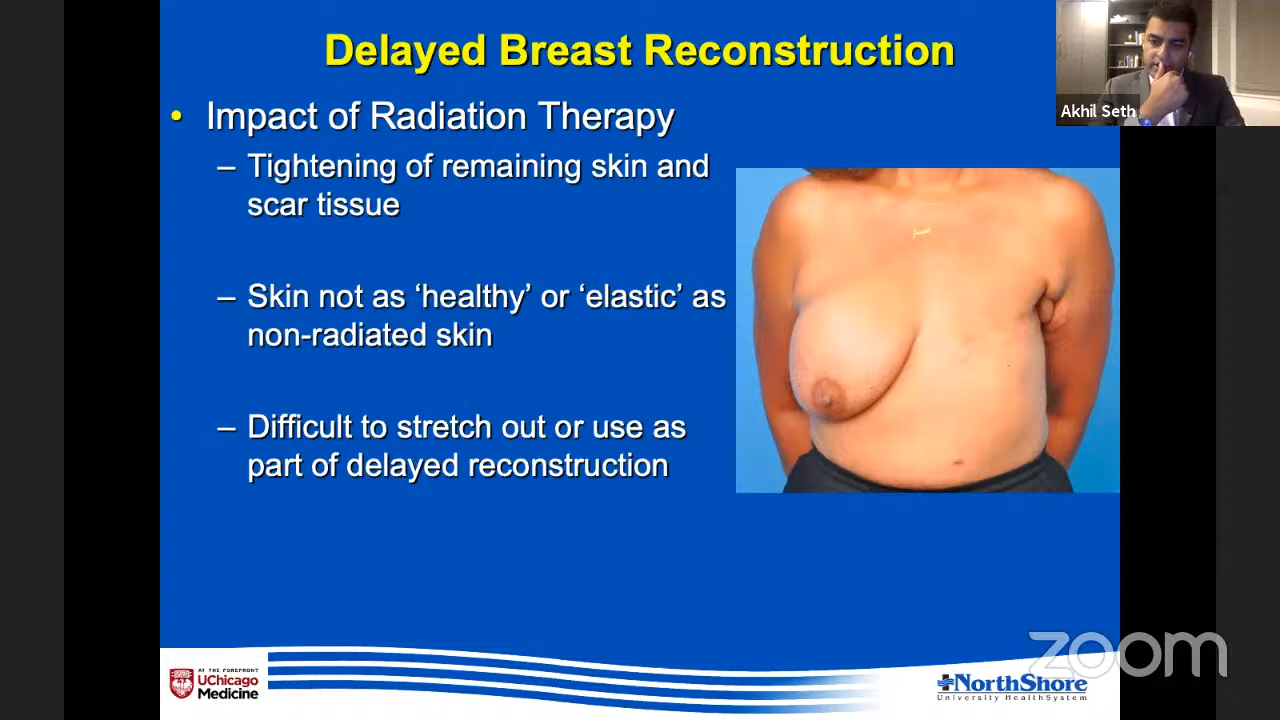 Delayed Breast Reconstruction
• Impact of Radiation Therapy
– Tightening of remaining skin and
scar tissue
– Skin not as ‘healthy’ or ‘elastic’ as
non-radiated skin
– Difficult to stretch out or use as
part of delayed reconstruction
Akhil Seth
zoom
AT THE FOREFRONT
UChicago
Medicine
NorthShore
University HealthSystem